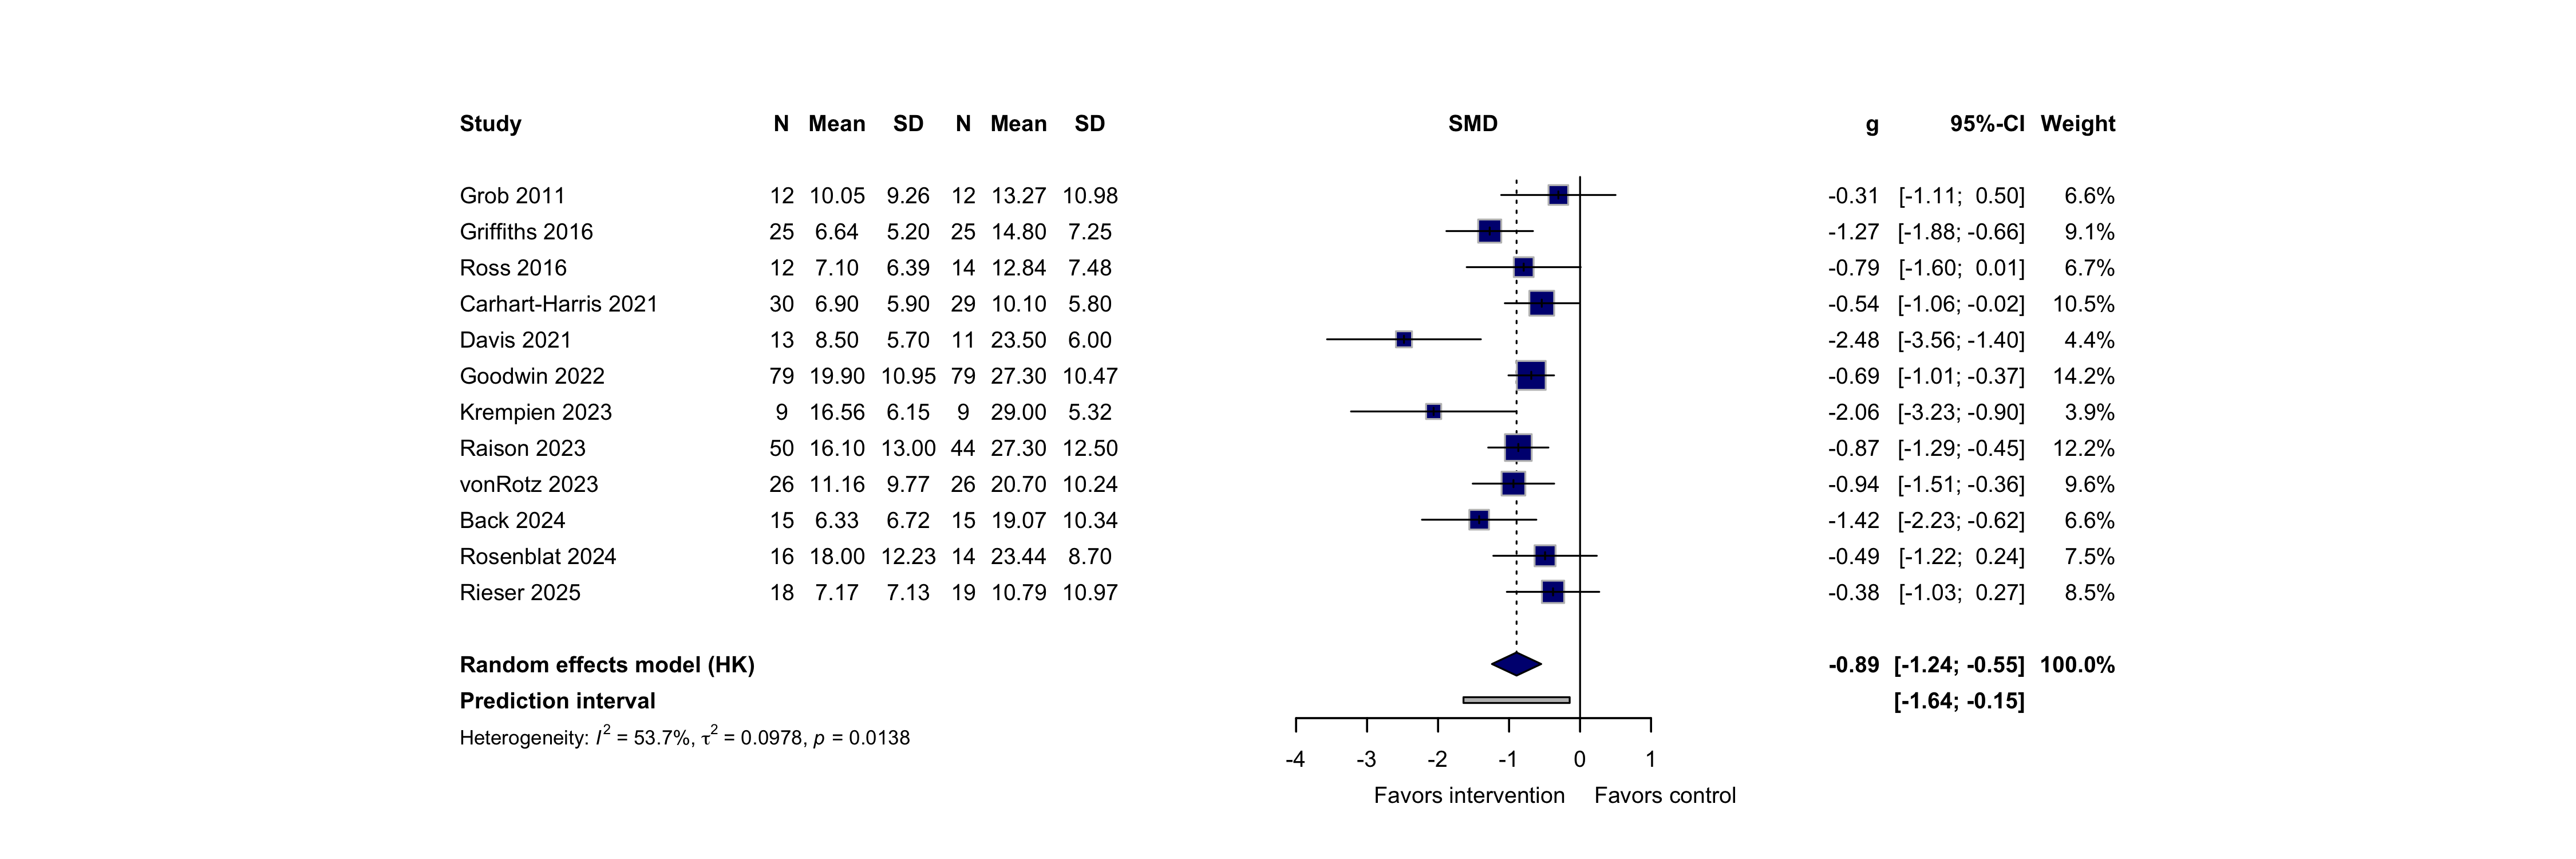 Study N Mean SD N Mean SD SMD g 95%-CI Weight
Grob 2011 12 10.05 9.26 12 13.27 10.98 -0.31 [-1.11; 0.50] 6.6%
Griffiths 2016 25 6.64 5.20 25 14.80 7.25 -1.27 [-1.88; -0.66] 9.1%
Ross 2016 12 7.10 6.39 14 12.84 7.48 -0.79 [-1.60; 0.01] 6.7%
Carhart-Harris 2021 30 6.90 5.90 29 10.10 5.80 -0.54 [-1.06; -0.02] 10.5%
Davis 2021 13 8.50 5.70 11 23.50 6.00 -2.48 [-3.56; -1.40] 4.4%
Goodwin 2022 79 19.90 10.95 79 27.30 10.47 -0.69 [-1.01; -0.37] 14.2%
Krempien 2023 9 16.56 6.15 9 29.00 5.32 -2.06 [-3.23; -0.90] 3.9%
Raison 2023 50 16.10 13.00 44 27.30 12.50 -0.87 [-1.29; -0.45] 12.2%
vonRotz 2023 26 11.16 9.77 26 20.70 10.24 -0.94 [-1.51; -0.36] 9.6%
Back 2024 15 6.33 6.72 15 19.07 10.34 -1.42 [-2.23; -0.62] 6.6%
Rosenblat 2024 16 18.00 12.23 14 23.44 8.70 -0.49 [-1.22; 0.24] 7.5%
Rieser 2025 18 7.17 7.13 19 10.79 10.97 -0.38 [-1.03; 0.27] 8.5%
Random effects model (HK) -0.89 [-1.24; -0.55] 100.0%
Prediction interval [-1.64; -0.15]
Heterogeneity: I² = 53.7%, τ² = 0.0978, p = 0.0138
-4 -3 -2 -1 0 1
Favors intervention Favors control